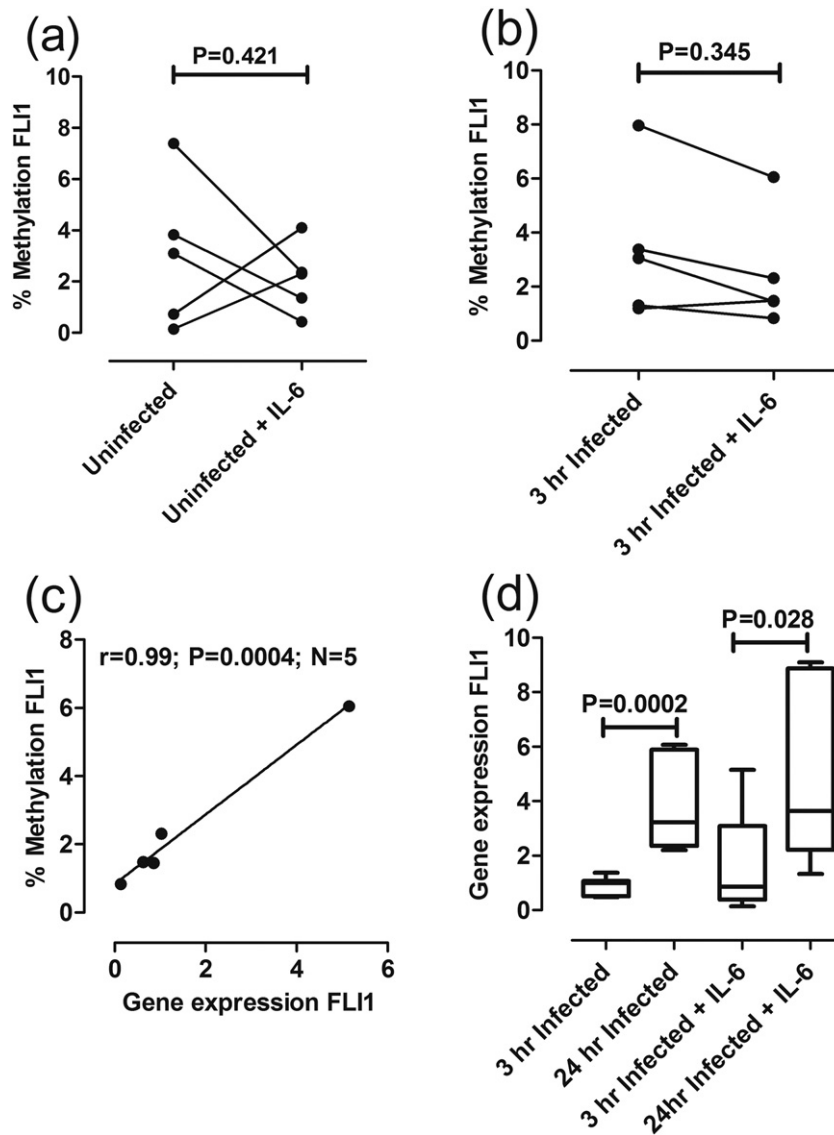 (a)
P=0.421
% Methylation FLI1
10
8
6
4
2
0
Uninfected
Uninfected + IL-6
(b)
P=0.345
% Methylation FLI1
10
8
6
4
2
0
3 hr Infected
3 hr Infected + IL-6
(c)
r=0.99; P=0.0004; N=5
% Methylation FLI1
8
6
4
2
0
0 2 4 6
Gene expression FLI1
(d)
P=0.028
P=0.0002
Gene expression FLI1
10
8
6
4
2
0
3 hr Infected
24 hr Infected
3 hr Infected + IL-6
24hr Infected + IL-6